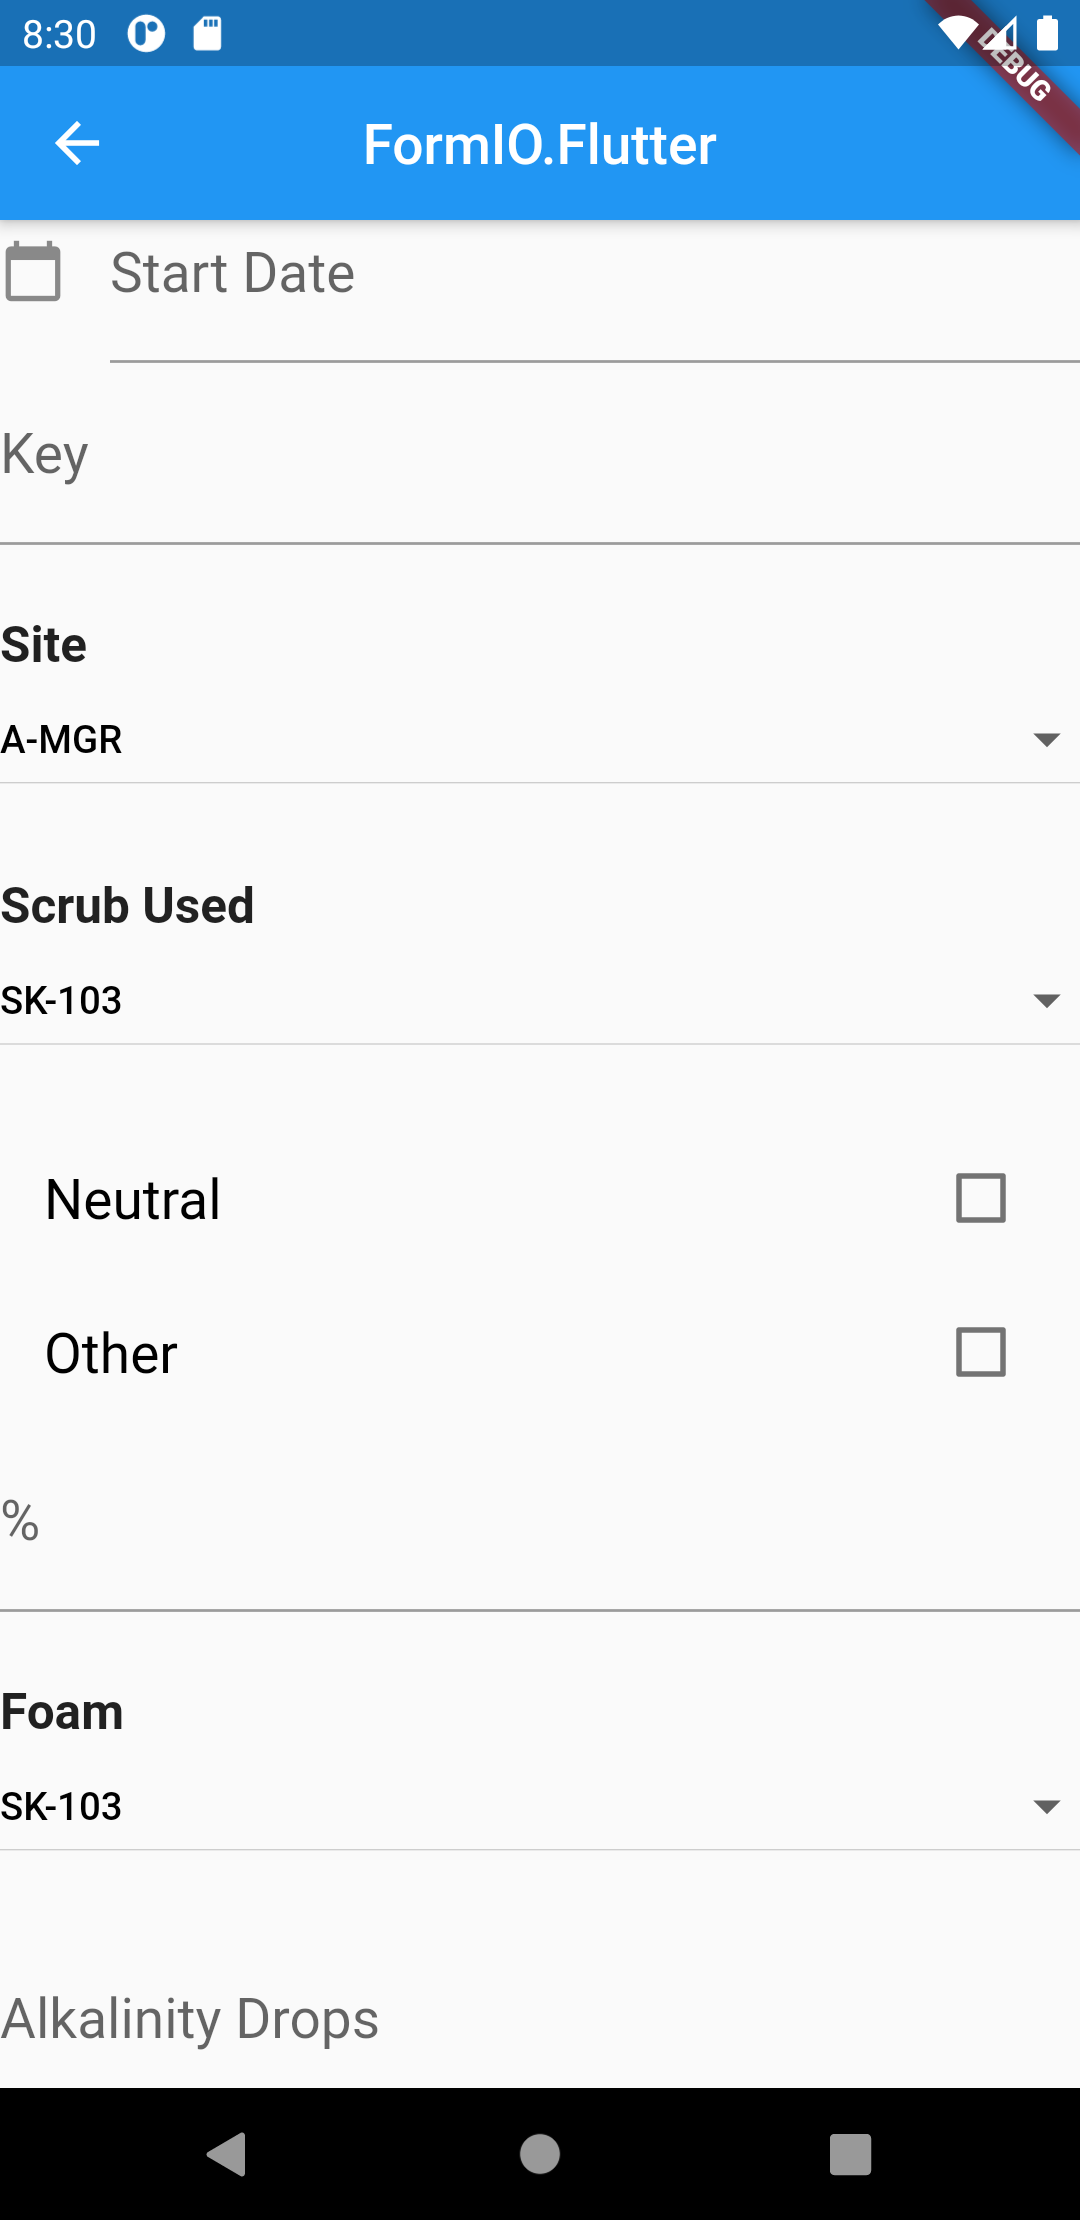 8:30
DEBUG
FormIO.Flutter
Start Date
Key
Site
A-MGR
Scrub Used
SK-103
Neutral
Other
%
Foam
SK-103
Alkalinity Drops